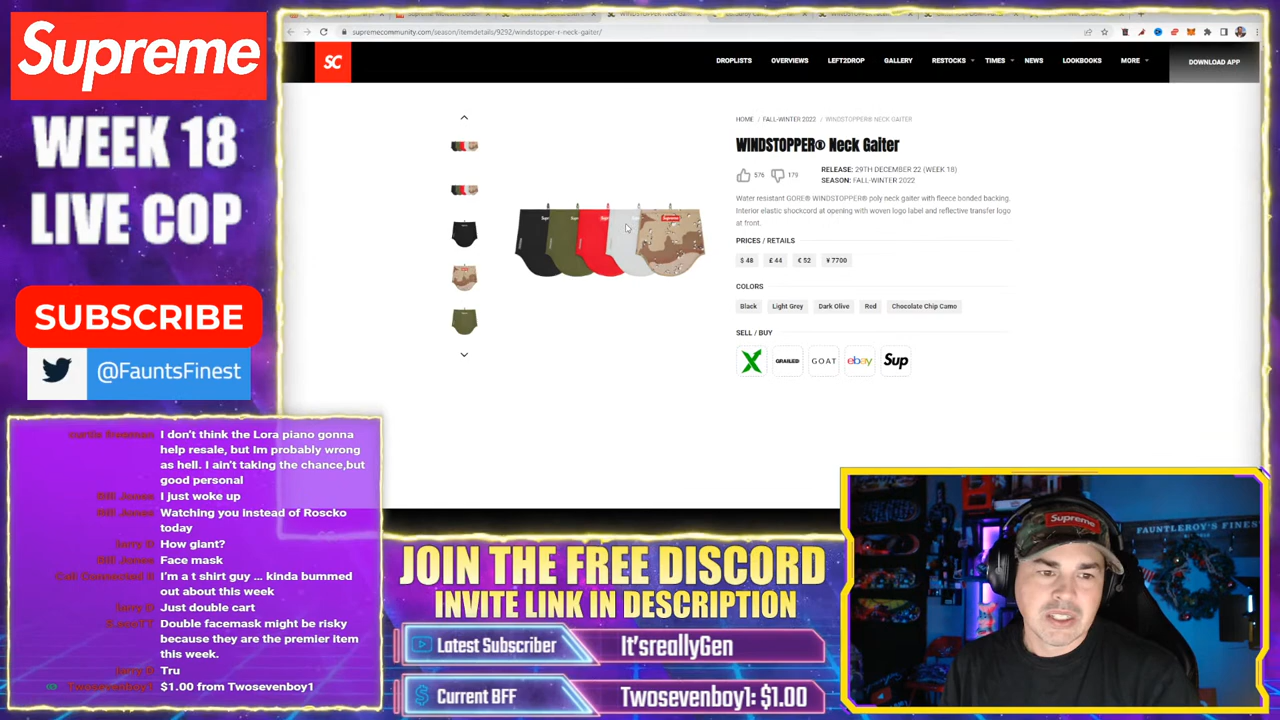 Supreme
WEEK 18
LIVE COP
SUBSCRIBE
@FauntsFinest
supremecommunity.com/season/itemdetails/9292/windstopper-r-neck-gaiter/
SC
DROPLISTS
OVERVIEWS
LEFT2DROP
GALLERY
RESTOCKS
TIMES
NEWS
LOOKBOOKS
MORE
DOWNLOAD APP
HOME / FALL-WINTER 2022 / WINDSTOPPER® NECK GAITER
WINDSTOPPER® Neck Gaiter
576
179
RELEASE: 29TH DECEMBER 22 (WEEK 18)
SEASON: FALL-WINTER 2022
Water resistant GORE® WINDSTOPPER® poly neck gaiter with fleece bonded backing.
Interior elastic shockcord at opening with woven logo label and reflective transfer logo
at front.
PRICES / RETAILS
$ 48
£ 44
€ 52
¥ 7700
COLORS
Black
Light Grey
Dark Olive
Red
Chocolate Chip Camo
SELL / BUY
GRAILED
GOAT
ebay
Sup
I don't think the Lora piano gonna
help resale, but Im probably wrong
as hell. I ain't taking the chance,but
good personal
I just woke up
Watching you instead of Roscko
today
How giant?
Face mask
I'm a t shirt guy ... kinda bummed
out about this week
Just double cart
Double facemask might be risky
because they are the premier item
this week.
Tru
$1.00 from Twosevenboy1
JOIN THE FREE DISCORD
INVITE LINK IN DESCRIPTION
Latest Subscriber
It'sreallyGen
Current BFF
Twosevenboy1: $1.00
Supreme
FAUNTLEROY'S FINEST